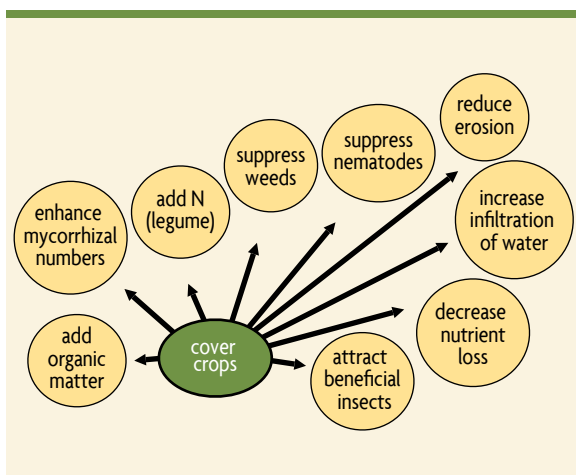 reduce
erosion
suppress
nematodes
suppress
weeds
add N
(legume)
enhance
mycorrhizal
numbers
increase
infiltration
of water
decrease
nutrient
loss
add
organic
matter
cover
crops
attract
beneficial
insects